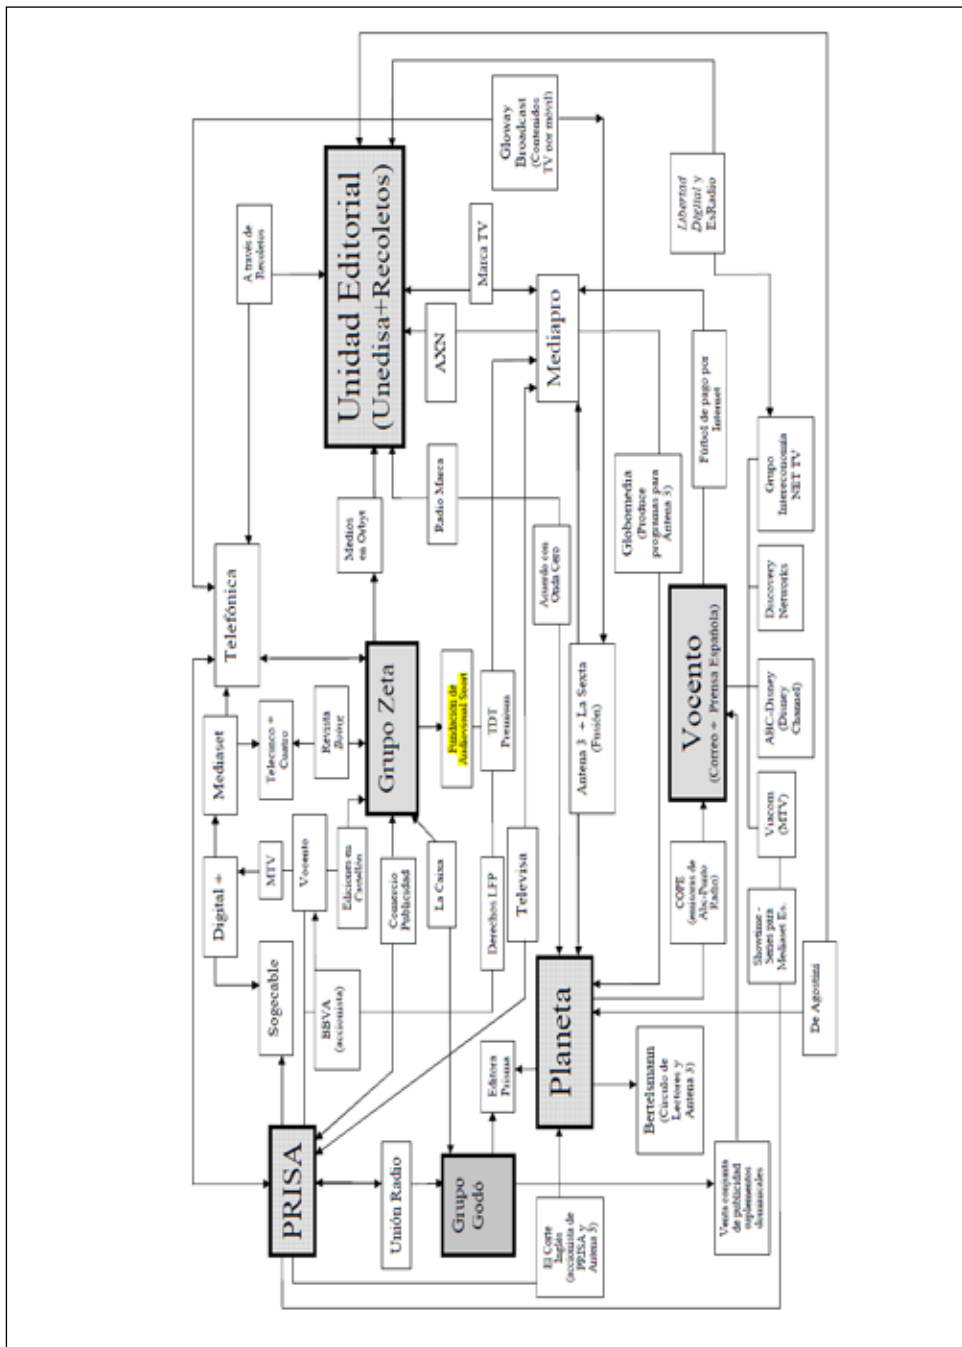 PRISA
Sogecable
Digital +
Mediaset
Telefónica
A través de
Recoletos
MTV
Telecinco +
Cuatro
BBVA
(accionista)
Vocento
Revista
Ediciones en
Castellón
Comercio
Publicidad
La Caixa
Grupo Zeta
Medios
en Orbyt
Unidad Editorial
(Unedisa+Recoletos)
Unión Radio
Grupo
Godó
Fundación de
Audiovisual Sport
Radio Marca
AXN
Marca TV
Gloway
Broadcast
(Contenidos
TV por móvil)
Editora
Prisma
Derechos LFP
TDT
Premium
Televisa
Mediapro
Acuerdo con
Onda Cero
El Corte
Inglés
(accionista de
PRISA y
Antena 3)
Planeta
Antena 3 + La Sexta
(Fusión)
Globomedia
(Produce
programas para
Antena 3)
Bertelsmann
(Círculo de
Lectores y
Antena 3)
COPE
(emisoras de
Abc-Punto
Radio)
Vocento
(Correo + Prensa Española)
Fútbol de pago por
Internet
Libertad
Digital y
EsRadio
Venta conjunta
de publicidad
suplementos
dominicales
Showtime -
Series para
Mediaset Es.
Viacom
(MTV)
ABC-Disney
(Disney
Channel)
Discovery
Networks
Grupo
Intereconomía
NET TV
De Agostini